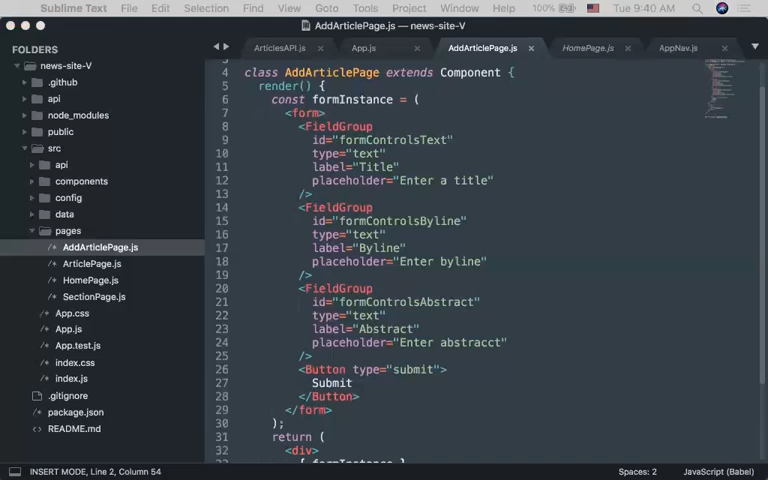 Sublime Text File Edit Selection Find View Goto Tools Project Window Help 100% Tue 9:40 AM
AddArticlePage.js — news-site-V
FOLDERS
news-site-V
.github
api
node_modules
public
src
api
components
config
data
pages
/* AddArticlePage.js
/* ArticlePage.js
/* HomePage.js
/* SectionPage.js
/* App.css
/* App.js
/* App.test.js
/* index.css
/* index.js
.gitignore
/* package.json
<> README.md
ArticlesAPI.js × App.js × AddArticlePage.js × HomePage.js × AppNav.js ×
4 class AddArticlePage extends Component {
5 render() {
6 const formInstance = (
7 <form>
8 <FieldGroup
9 id="formControlsText"
10 type="text"
11 label="Title"
12 placeholder="Enter a title"
13 />
14 <FieldGroup
15 id="formControlsByline"
16 type="text"
17 label="Byline"
18 placeholder="Enter byline"
19 />
20 <FieldGroup
21 id="formControlsAbstract"
22 type="text"
23 label="Abstract"
24 placeholder="Enter abstracct"
25 />
26 <Button type="submit">
27 Submit
28 </Button>
29 </form>
30 );
31 return (
32 <div>
{ formInstance }
INSERT MODE, Line 2, Column 54 Spaces: 2 JavaScript (Babel)